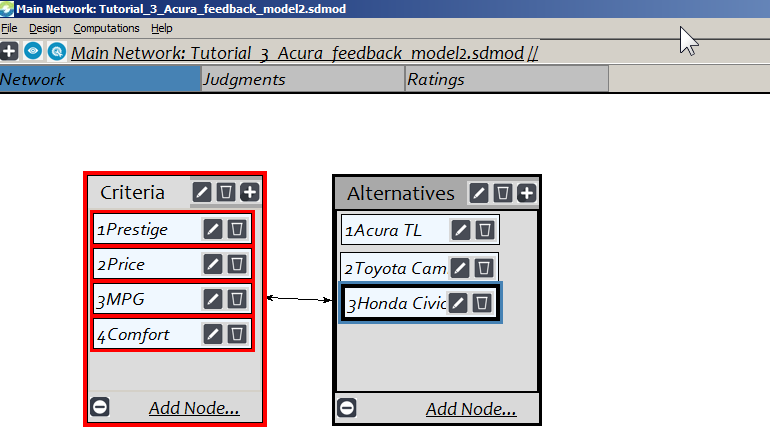 Main Network: Tutorial_3_Acura_feedback_model2.sdmod
File Design Computations Help
Main Network: Tutorial_3_Acura_feedback_model2.sdmod //
Network Judgments Ratings
Criteria
1Prestige
2Price
3MPG
4Comfort
Add Node...
Alternatives
1Acura TL
2Toyota Cam
3Honda Civic
Add Node...